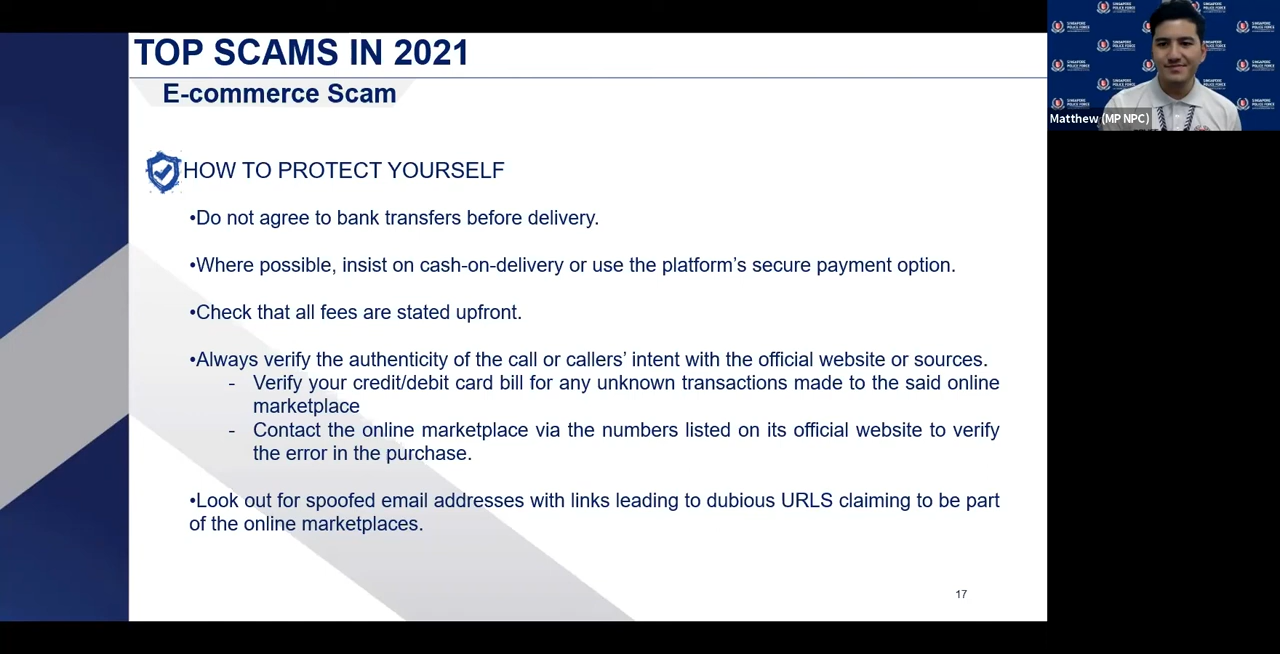 TOP SCAMS IN 2021
E-commerce Scam
HOW TO PROTECT YOURSELF
•Do not agree to bank transfers before delivery.
•Where possible, insist on cash-on-delivery or use the platform's secure payment option.
•Check that all fees are stated upfront.
•Always verify the authenticity of the call or callers' intent with the official website or sources.
- Verify your credit/debit card bill for any unknown transactions made to the said online
marketplace
- Contact the online marketplace via the numbers listed on its official website to verify
the error in the purchase.
•Look out for spoofed email addresses with links leading to dubious URLS claiming to be part
of the online marketplaces.
17
SINGAPORE
POLICE FORCE
Matthew (MP NPC)